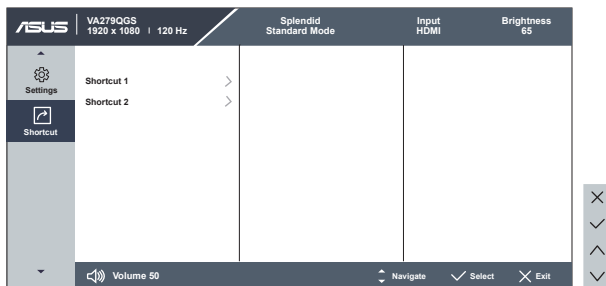 ASUS
VA279QGS
1920 x 1080 | 120 Hz
Splendid
Standard Mode
Input
HDMI
Brightness
65
Settings
Shortcut
Shortcut 1
Shortcut 2
Volume 50
Navigate
Select
Exit